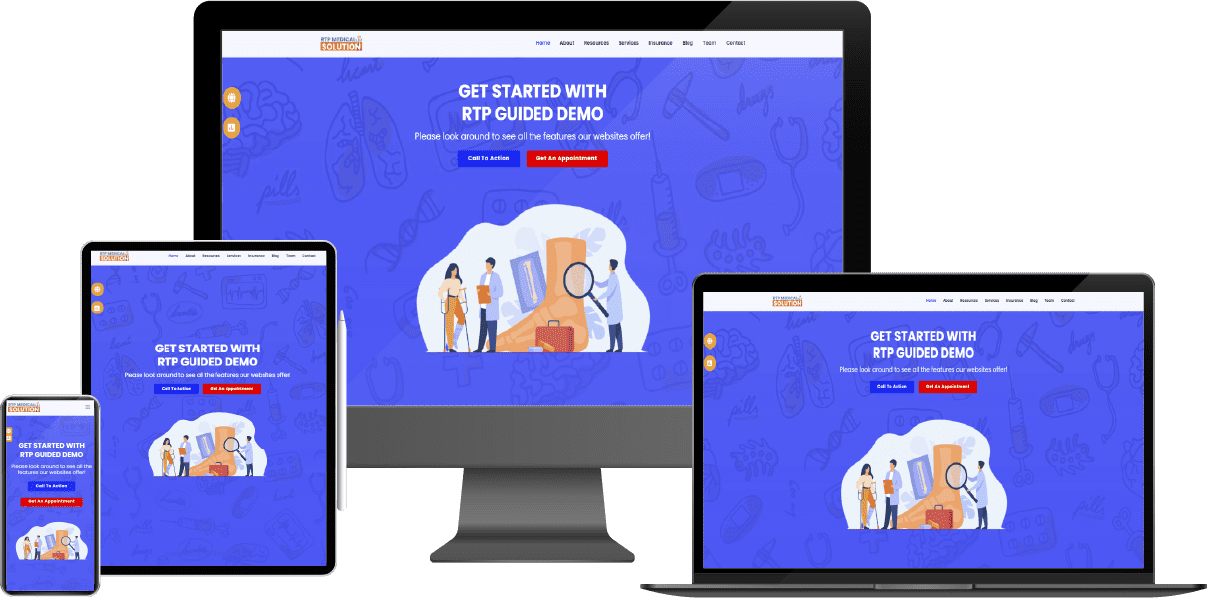 RTP MEDICAL
SOLUTION
Home About Resources Services Insurance Blog Team Contact
heart
drugs
pills
GET STARTED WITH
RTP GUIDED DEMO
Please look around to see all the features our websites offer!
Call To Action Get An Appointment
RTP MEDICAL
SOLUTION
Home About Resources Services Insurance Blog Team Contact
GET STARTED WITH
RTP GUIDED DEMO
Please look around to see all the features our websites offer!
Call To Action Get An Appointment
RTP MEDICAL
SOLUTION
Home About Resources Services Insurance Blog Team Contact
heart
drugs
pills
GET STARTED WITH
RTP GUIDED DEMO
Please look around to see all the features our websites offer!
Call To Action Get An Appointment
RTP MEDICAL
SOLUTION
GET STARTED WITH
RTP GUIDED DEMO
Please look around to see all the
features our websites offer!
Call To Action
Get An Appointment